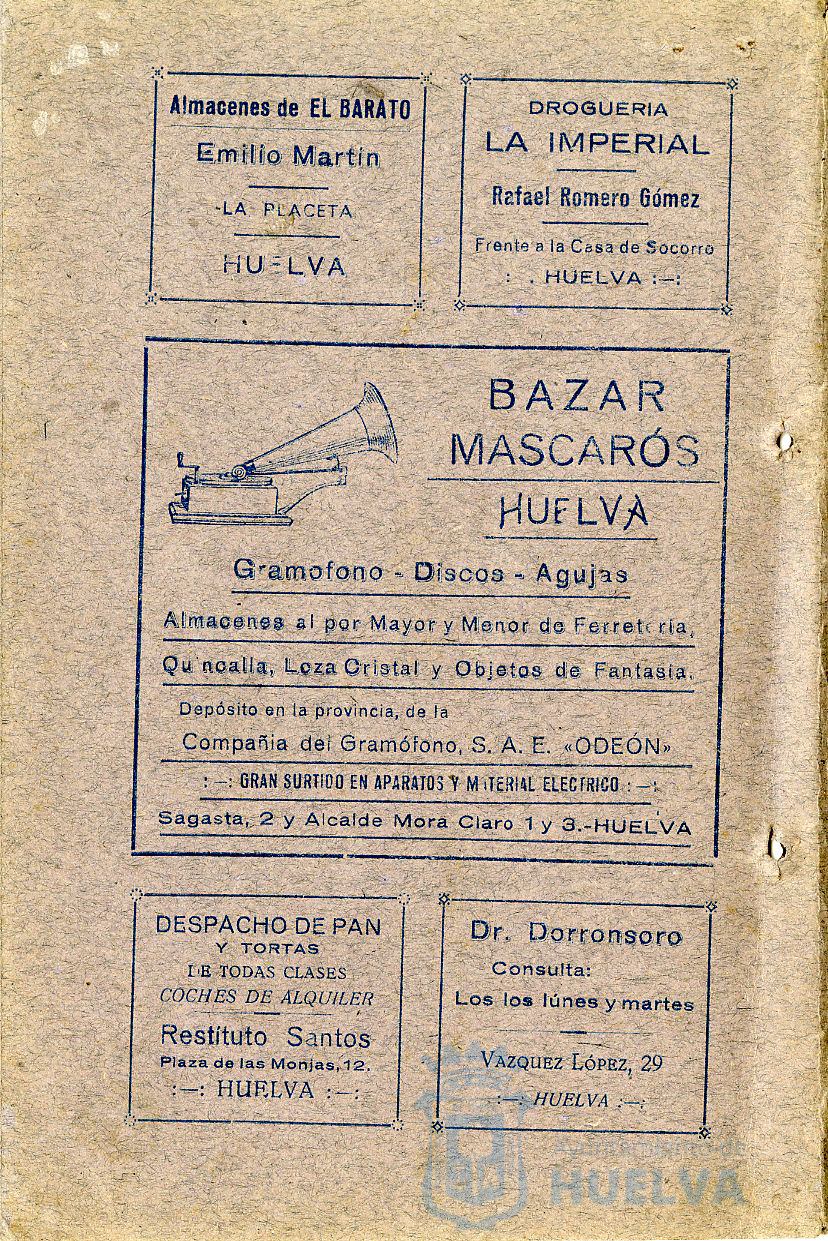 Almacenes de EL BARATO
Emilio Martín
LA PLACETA
HUELVA
DROGUERIA
LA IMPERIAL
Rafael Romero Gómez
Frente a la Casa de Socorro
: . HUELVA :—:
BAZAR
MASCARÓS
HUELVA
Gramofono - Discos - Agujas
Almacenes al por Mayor y Menor de Ferretería,
Quincalla, Loza Cristal y Objetos de Fantasía.
Depósito en la provincia, de la
Compañia del Gramófono, S. A. E. «ODEÓN»
:—: GRAN SURTIDO EN APARATOS Y MATERIAL ELECTRICO :—:
Sagasta, 2 y Alcalde Mora Claro 1 y 3.-HUELVA
DESPACHO DE PAN
Y TORTAS
DE TODAS CLASES
COCHES DE ALQUILER
Restituto Santos
Plaza de las Monjas, 12.
:—: HUELVA :—:
Dr. Dorronsoro
Consulta:
Los los lúnes y martes
VAZQUEZ LÓPEZ, 29
:—: HUELVA :—:
Ayuntamiento de
HUELVA